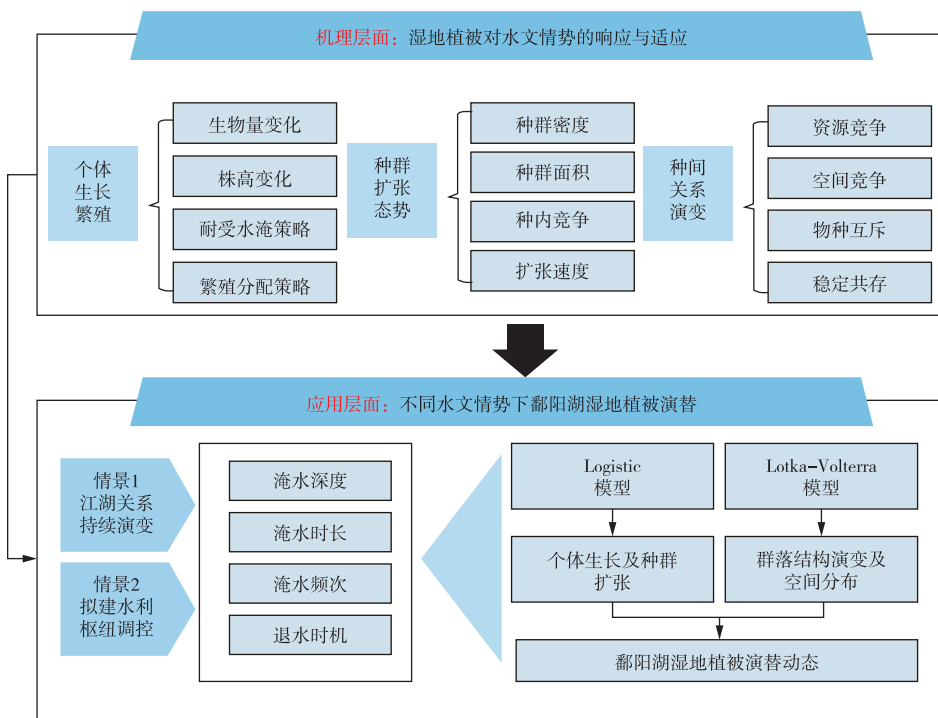 机理层面：湿地植被对水文情势的响应与适应
个体
生长
繁殖
生物量变化
株高变化
耐受水淹策略
繁殖分配策略
种群
扩张
态势
种群密度
种群面积
种内竞争
扩张速度
种间
关系
演变
资源竞争
空间竞争
物种互斥
稳定共存
应用层面：不同水文情势下鄱阳湖湿地植被演替
情景1
江湖关系
持续演变
情景2
拟建水利
枢纽调控
淹水深度
淹水时长
淹水频次
退水时机
Logistic
模型
Lotka-Volterra
模型
个体生长及种群
扩张
群落结构演变及
空间分布
鄱阳湖湿地植被演替动态